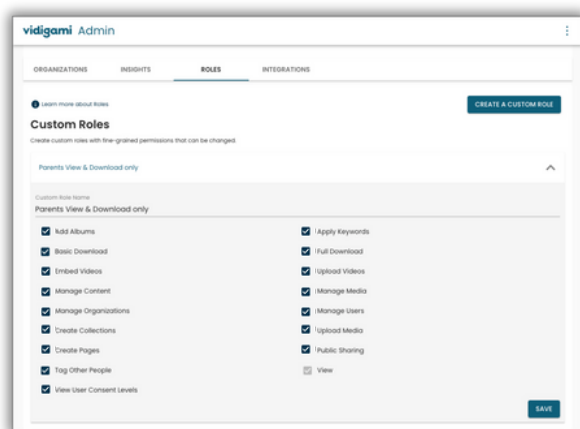 vidigami Admin
ORGANIZATIONS INSIGHTS ROLES INTEGRATIONS
Learn more about Roles
CREATE A CUSTOM ROLE
Custom Roles
Create custom roles with fine-grained permissions that can be changed.
Parents View & Download only
Custom Role Name
Parents View & Download only
Add Albums
Apply Keywords
Basic Download
Full Download
Embed Videos
Upload Videos
Manage Content
Manage Media
Manage Organizations
Manage Users
Create Collections
Upload Media
Create Pages
Public Sharing
Tag Other People
View
View User Consent Levels
SAVE